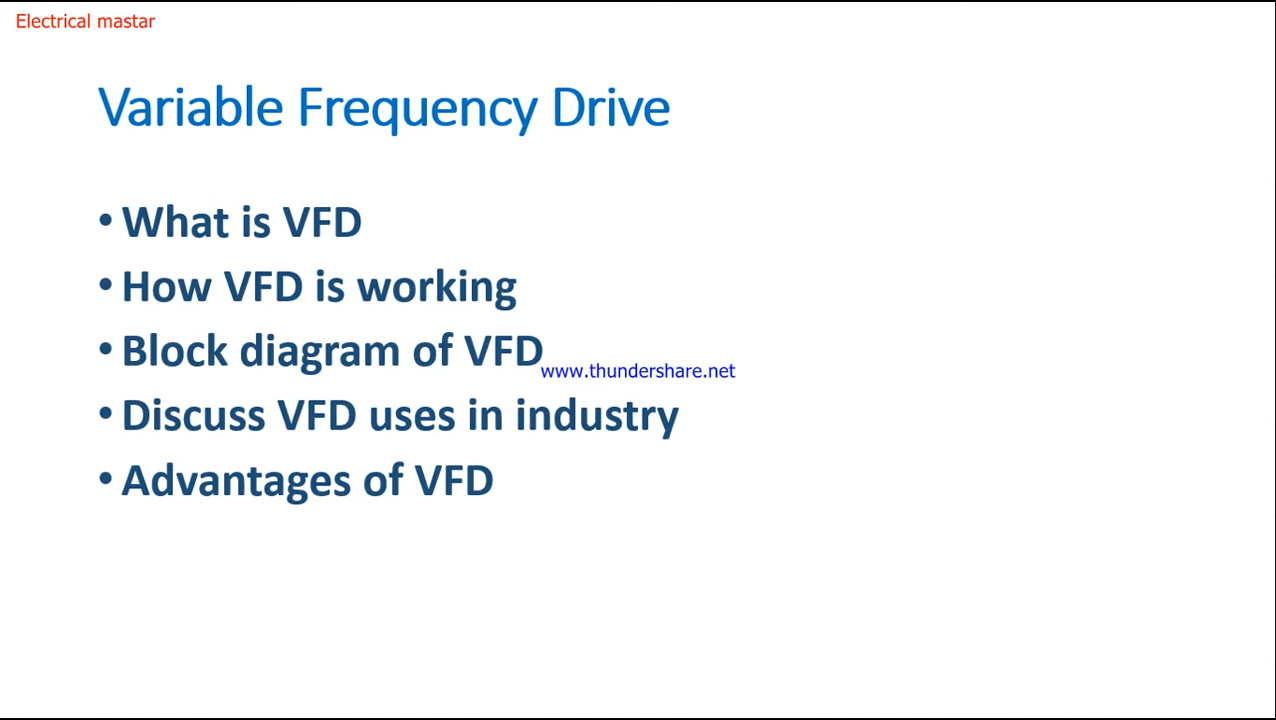 Electrical mastar
Variable Frequency Drive
• What is VFD
• How VFD is working
• Block diagram of VFD
www.thundershare.net
• Discuss VFD uses in industry
• Advantages of VFD